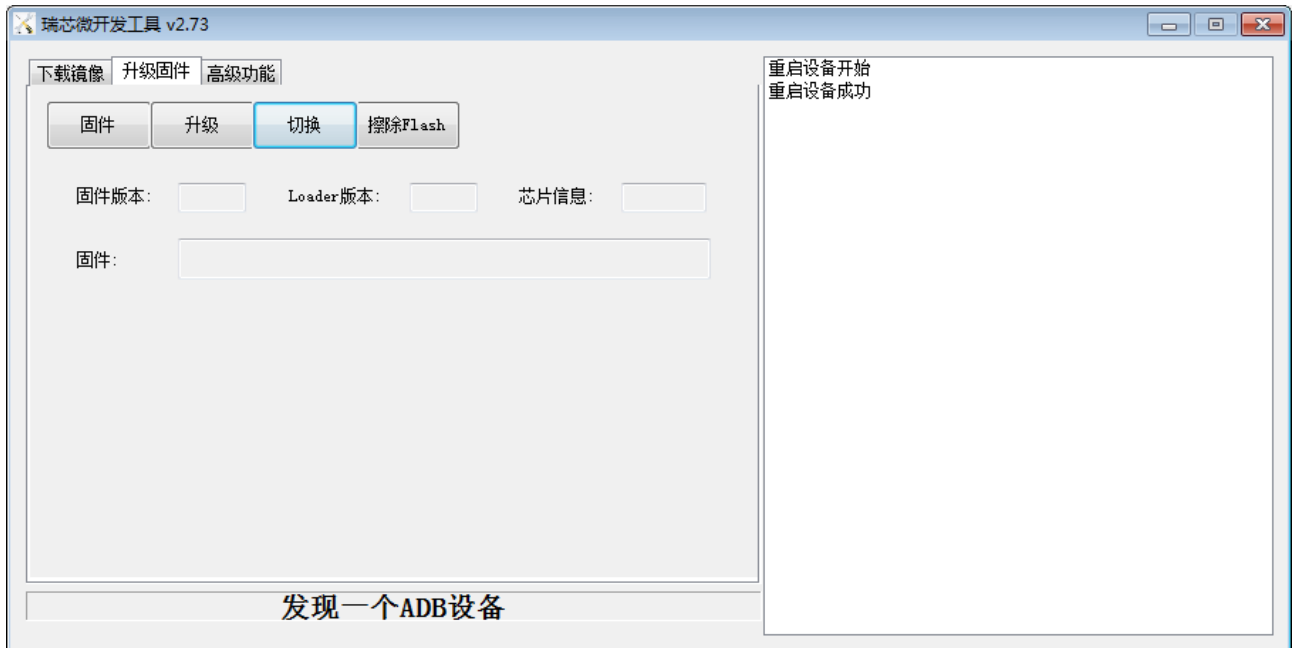 瑞芯微开发工具 v2.73
下载镜像 升级固件 高级功能
固件 升级 切换 擦除Flash
固件版本: Loader版本: 芯片信息:
固件:
发现一个ADB设备
重启设备开始
重启设备成功